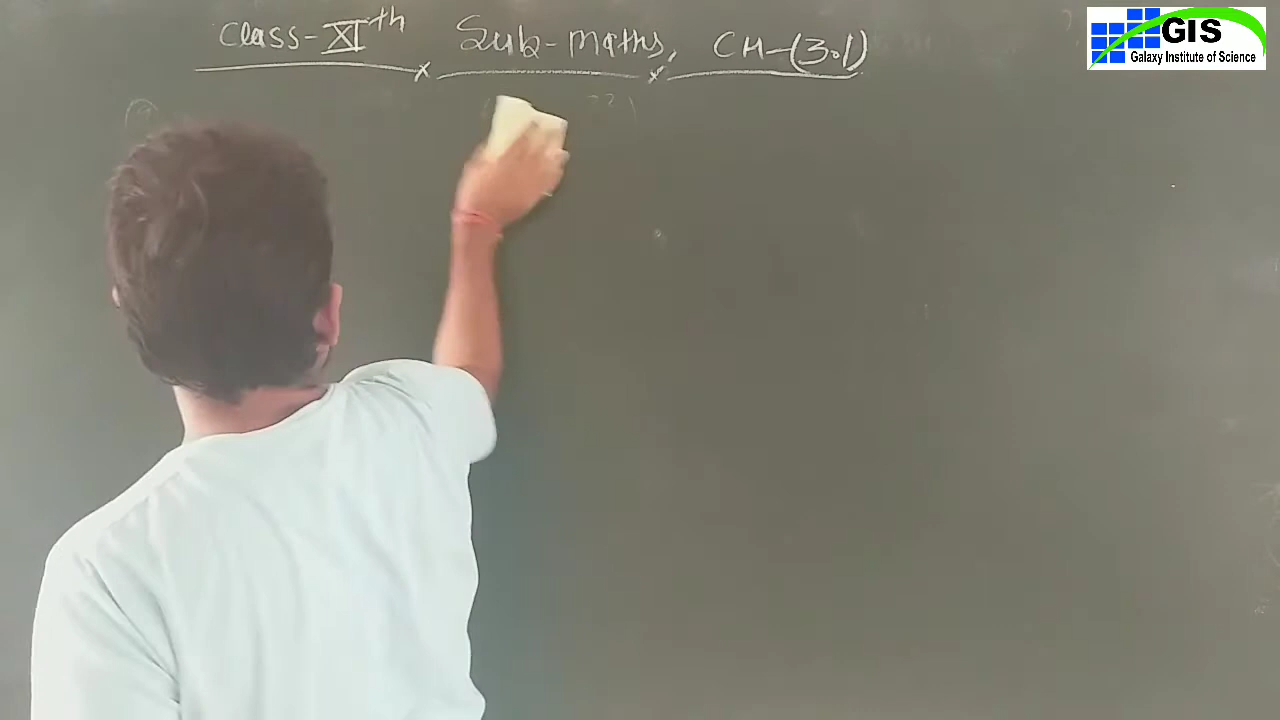 Class-XIth Sub-Maths, CH-(3.1)
GIS
Galaxy Institute of Science